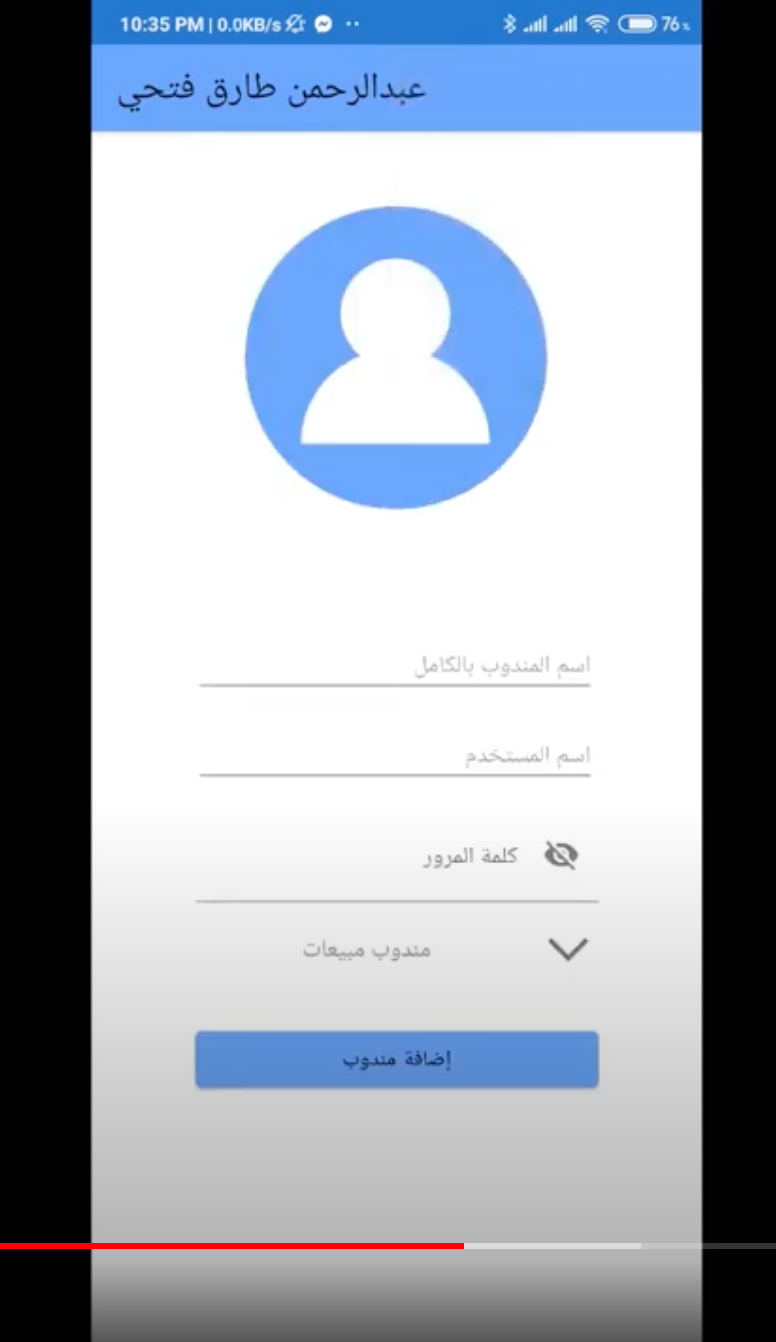 10:35 PM | 0.0KB/s 76%
عبدالرحمن طارق فتحي
اسم المندوب بالكامل
اسم المستخدم
كلمة المرور
مندوب مبيعات
إضافة مندوب